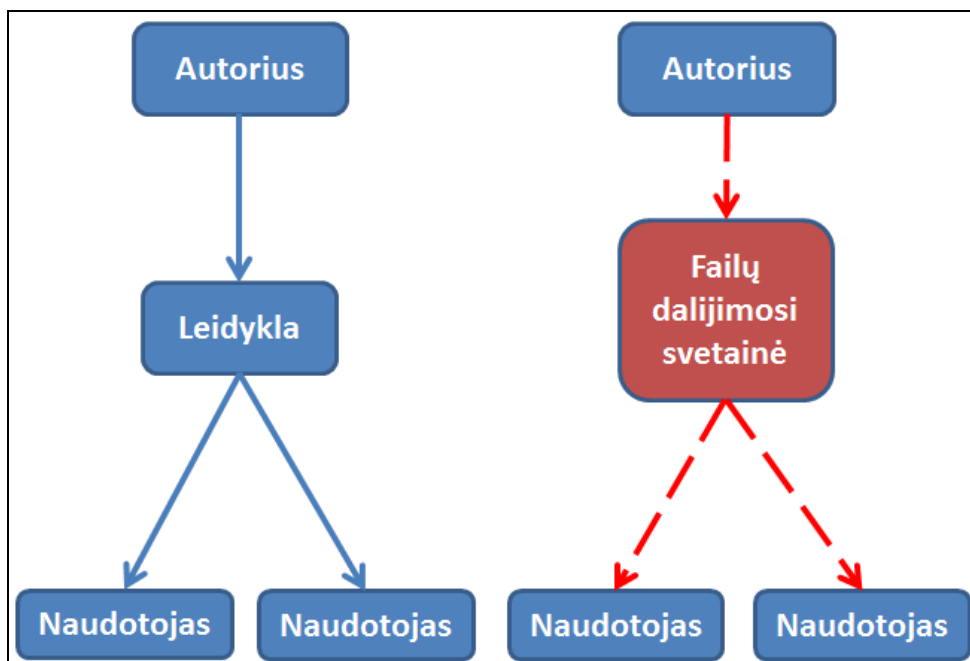 Autorius
Leidykla
Naudotojas
Naudotojas
Autorius
Failų
dalijimosi
svetainė
Naudotojas
Naudotojas